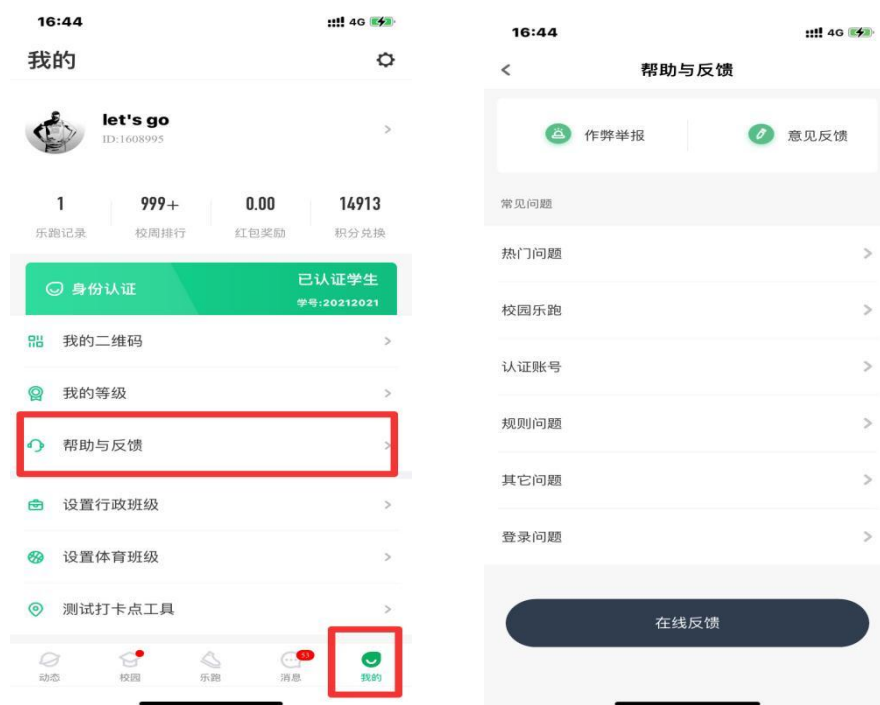 16:44
4G
我的
let's go
ID:1608995
1
999+
0.00
14913
乐跑记录
校周排行
红包奖励
积分兑换
身份认证
已认证学生
学号:20212021
我的二维码
我的等级
帮助与反馈
设置行政班级
设置体育班级
测试打卡点工具
53
动态
校园
乐跑
消息
我的
16:44
4G
帮助与反馈
作弊举报
意见反馈
常见问题
热门问题
校园乐跑
认证账号
规则问题
其它问题
登录问题
在线反馈